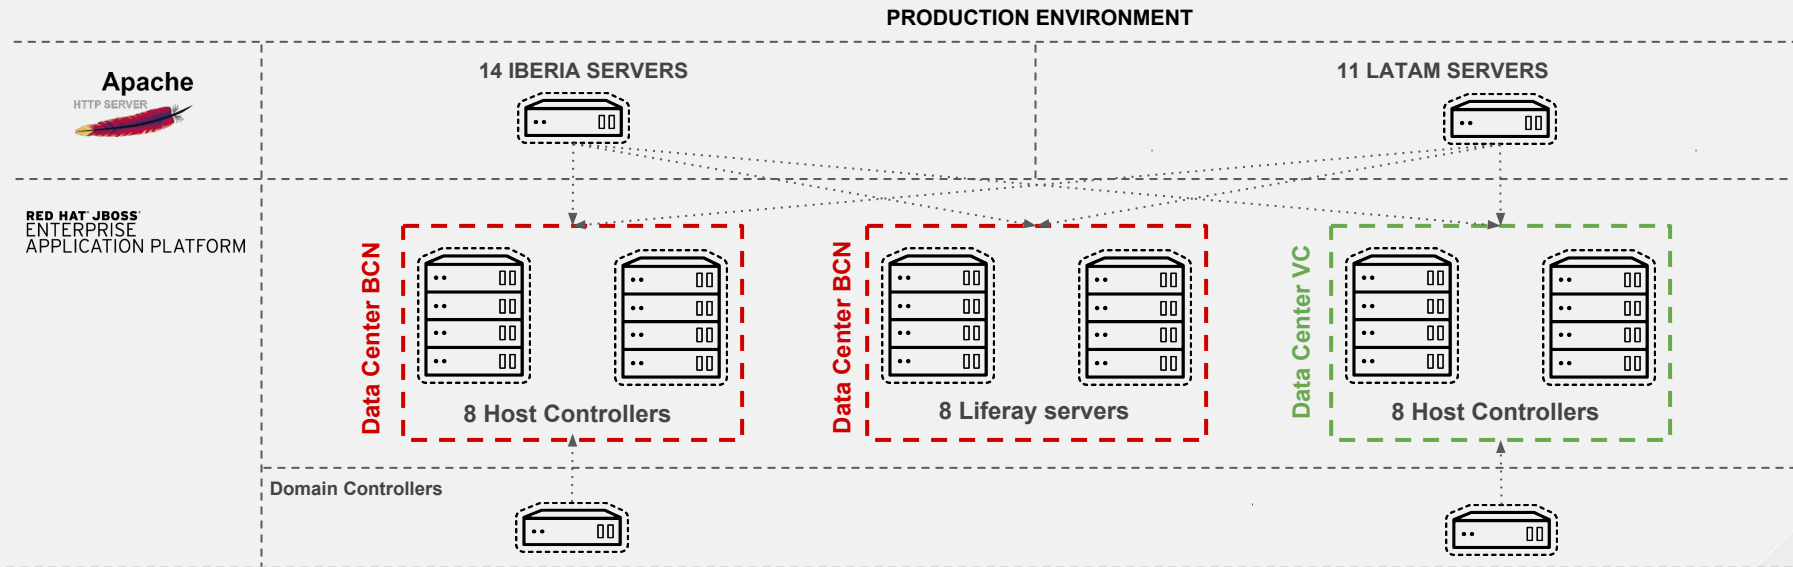 PRODUCTION ENVIRONMENT
Apache
HTTP SERVER
14 IBERIA SERVERS
11 LATAM SERVERS
RED HAT JBOSS
ENTERPRISE
APPLICATION PLATFORM
Data Center BCN
8 Host Controllers
Data Center BCN
8 Liferay servers
Data Center VC
8 Host Controllers
Domain Controllers